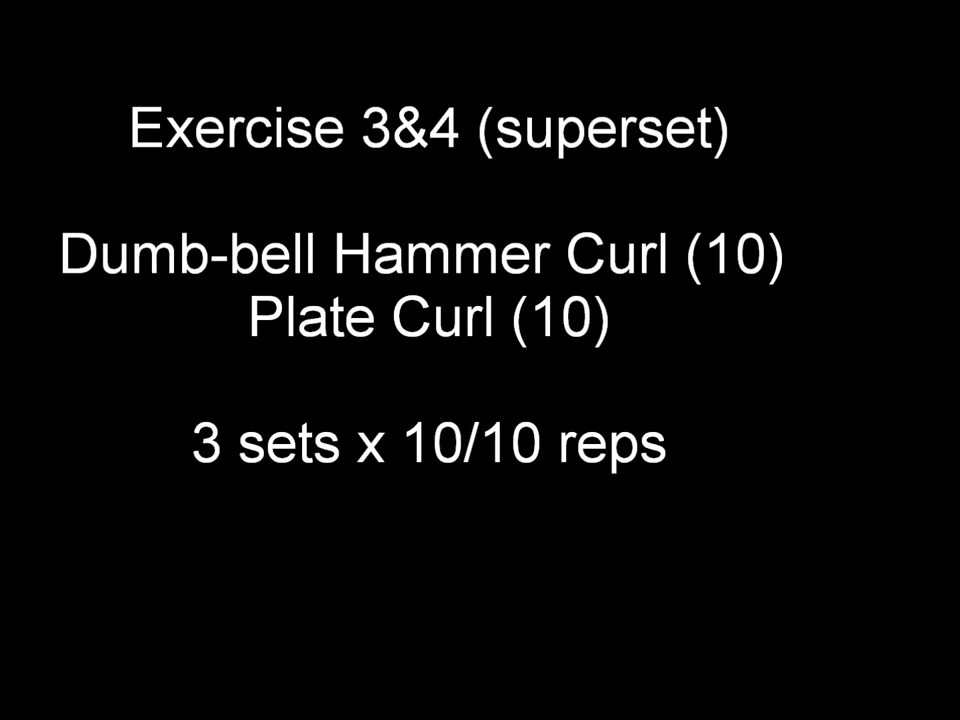 Exercise 3&4 (superset)
Dumb-bell Hammer Curl (10)
Plate Curl (10)
3 sets x 10/10 reps